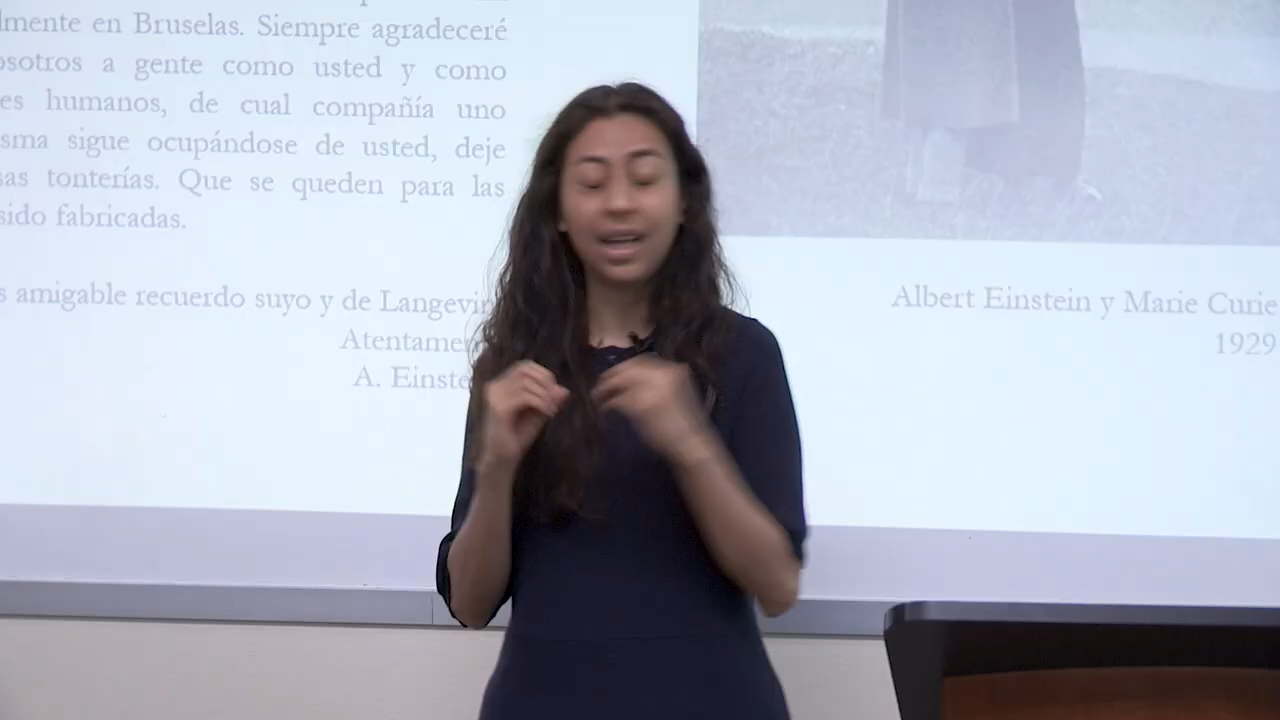 lmente en Bruselas. Siempre agradeceré
osotros a gente como usted y como
es humanos, de cual compañía uno
sma sigue ocupándose de usted, deje
sas tonterías. Que se queden para las
sido fabricadas.
s amigable recuerdo suyo y de Langevin
Atentamen
A. Einste
Albert Einstein y Marie Curie
1929